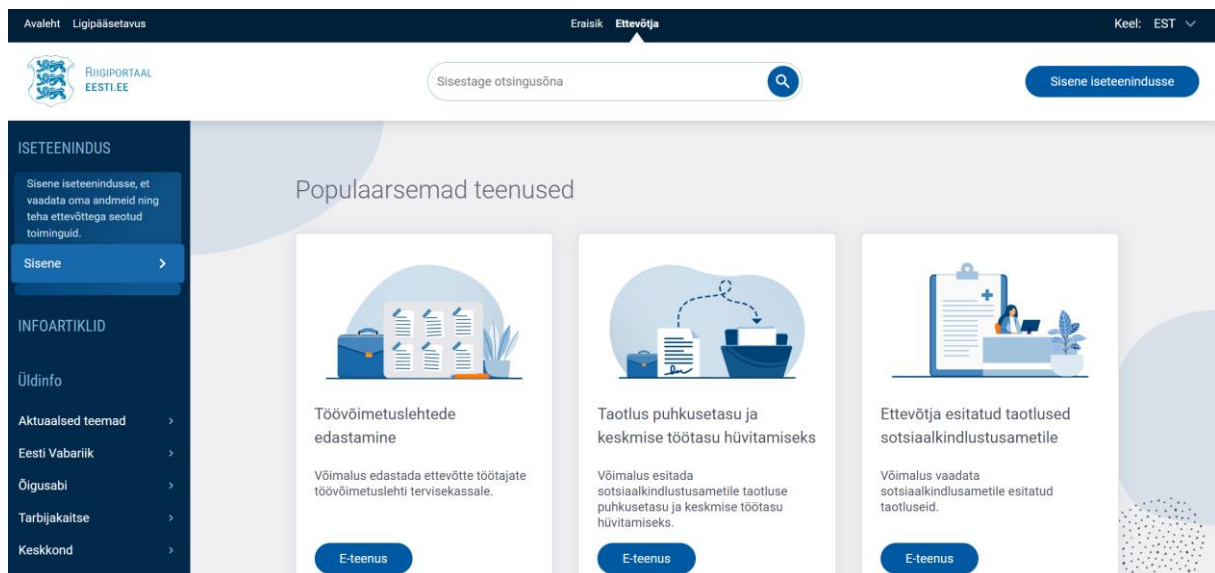 Avaleht Ligipääsetavus
Eraisik Ettevõtja
Keel: EST
RIIGIPORTAAL
EESTI.EE
Sisestage otsingusõna
Sisene iseteenindusse
ISETEENINDUS
Sisene iseteenindusse, et
vaadata oma andmeid ning
teha ettevõttega seotud
toiminguid.
Sisene
INFOARTIKLID
Üldinfo
Aktuaalsed teemad
Eesti Vabariik
Õigusabi
Tarbijakaitse
Keskkond
Populaarsemad teenused
Töövõimetuslehtede
edastamine
Võimalus edastada ettevõtte töötajate
töövõimetuslehti tervisekassale.
E-teenus
Taotlus puhkusetasu ja
keskmise töötasu hüvitamiseks
Võimalus esitada
sotsiaalkindlustusametile taotluse
puhkusetasu ja keskmise töötasu
hüvitamiseks.
E-teenus
Ettevõtja esitatud taotlused
sotsiaalkindlustusametile
Võimalus vaadata
sotsiaalkindlusametile esitatud
taotluseid.
E-teenus